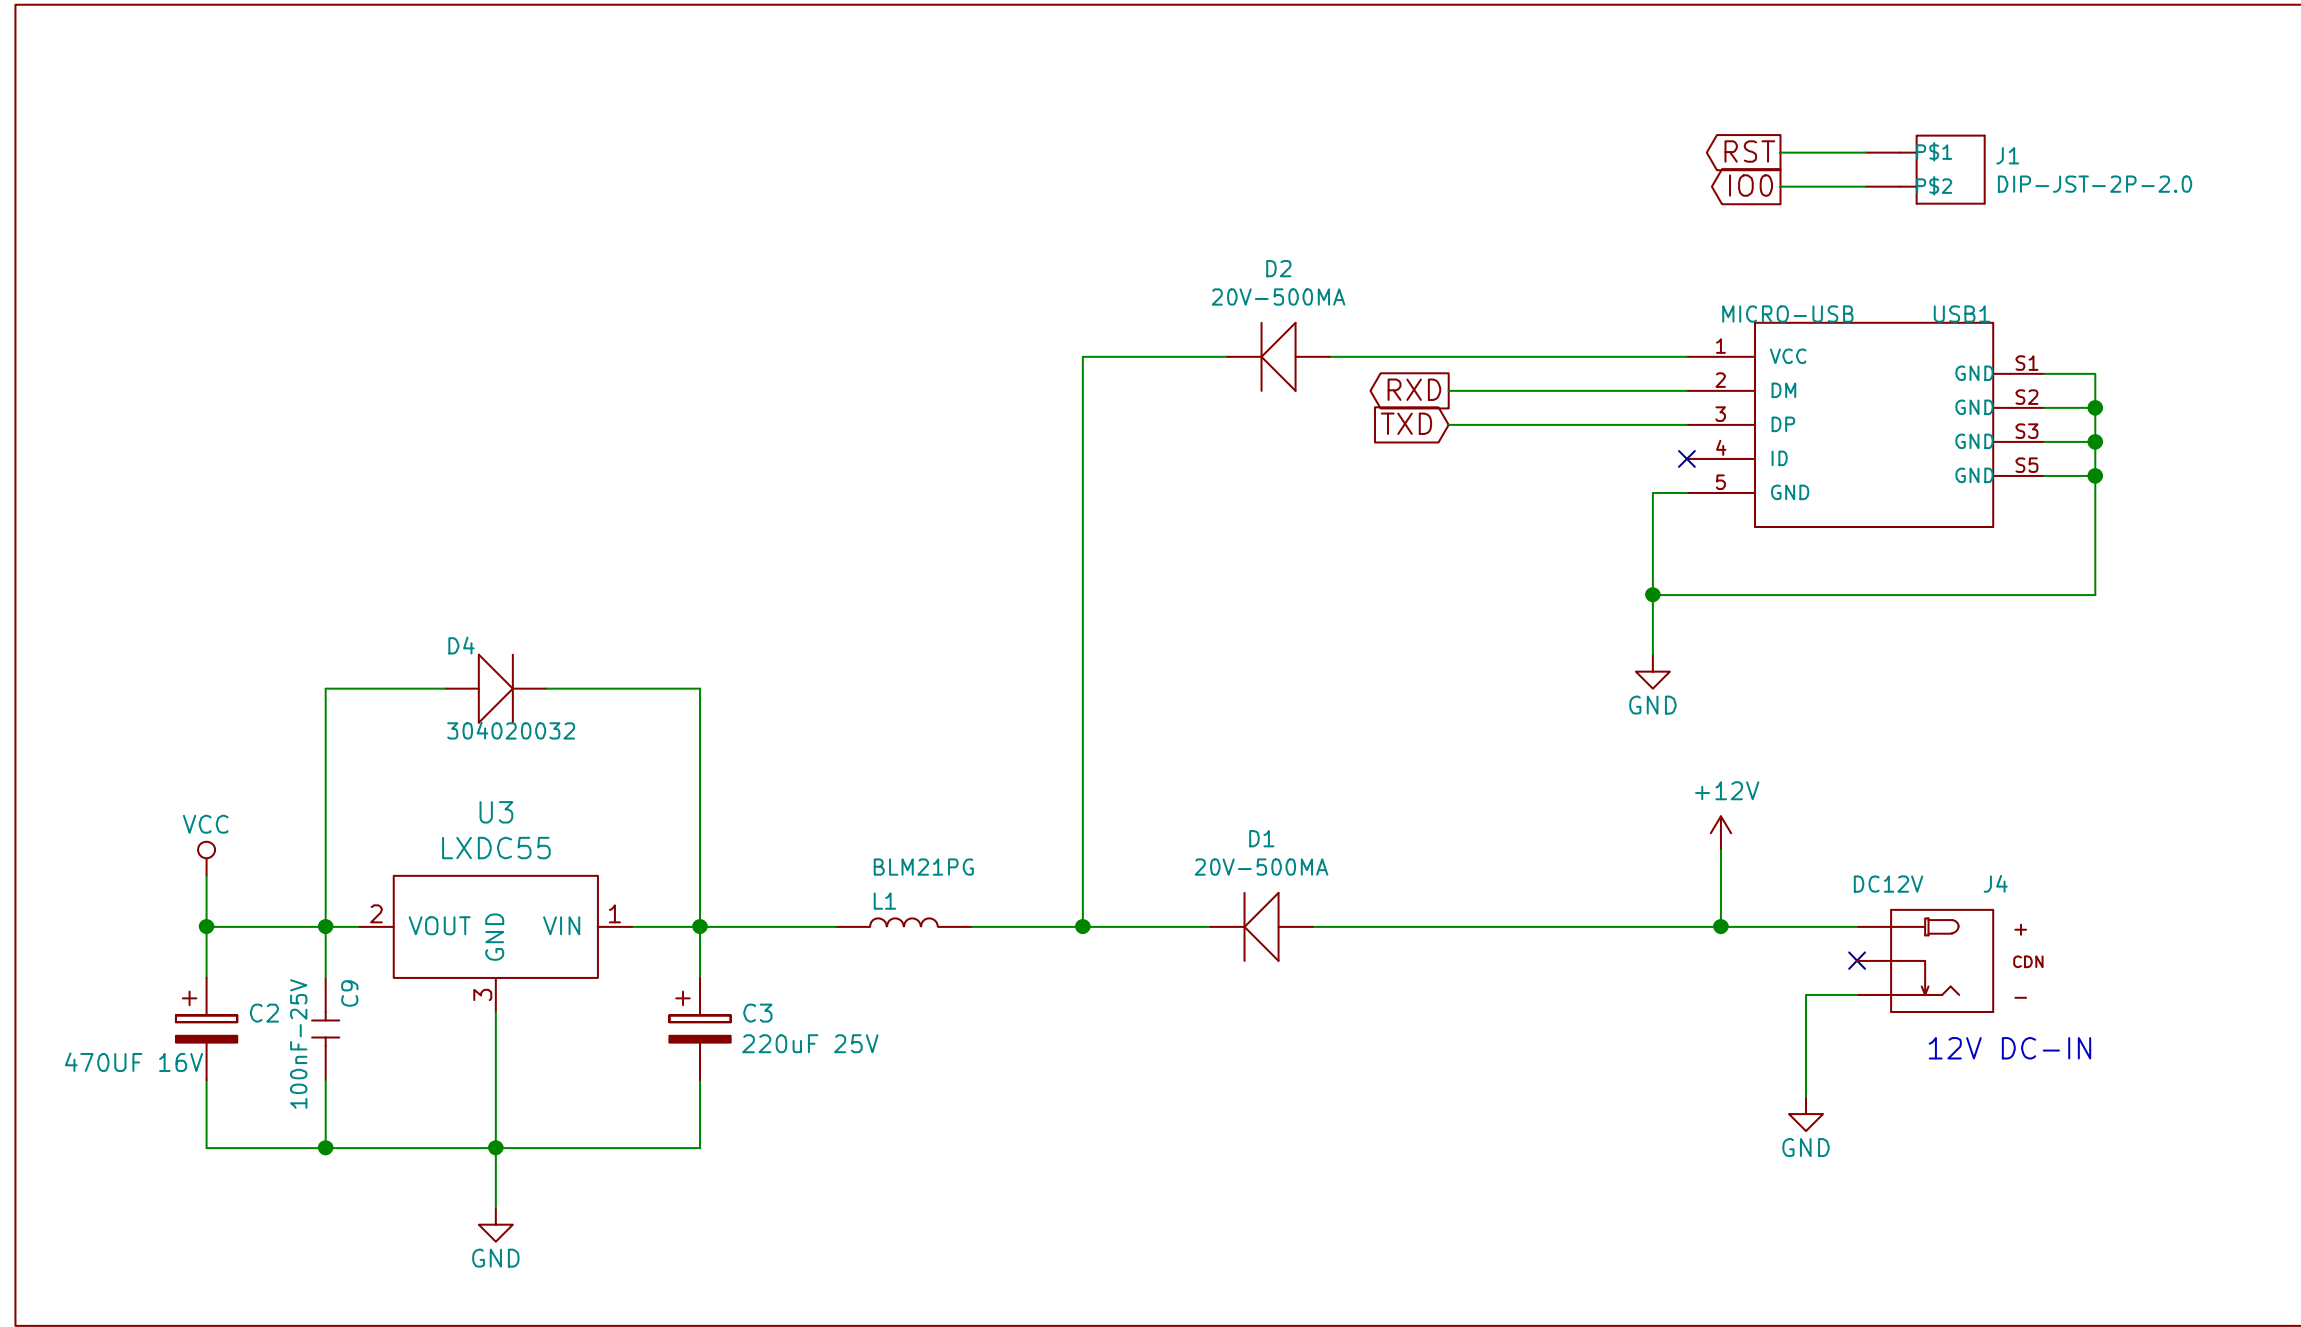 RST
P$1
J1
IO0
P$2
DIP-JST-2P-2.0
D2
20V-500MA
MICRO-USB
USB1
1
VCC
RXD
2
DM
TXD
3
DP
4
ID
5
GND
GND
S1
GND
S2
GND
S3
GND
S5
GND
D4
304020032
U3
LXDC55
VCC
2
VOUT
GND
VIN
1
3
+
C2
470UF 16V
C9
100nF-25V
+
C3
220uF 25V
GND
BLM21PG
L1
D1
20V-500MA
+12V
DC12V
J4
+
CDN
-
12V DC-IN
GND